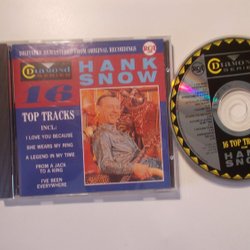 DIGITALLY REMASTERED FROM ORIGINAL RECORDINGS
DIAMOND
SERIES
RCA
HANK
SNOW
16
TOP TRACKS
INCL.
I LOVE YOU BECAUSE
SHE WEARS MY RING
A LEGEND IN MY TIME
FROM A JACK
TO A KING
I'VE BEEN
EVERYWHERE
DIAMOND
SERIES
16 TOP TRACKS
HANK
SNOW